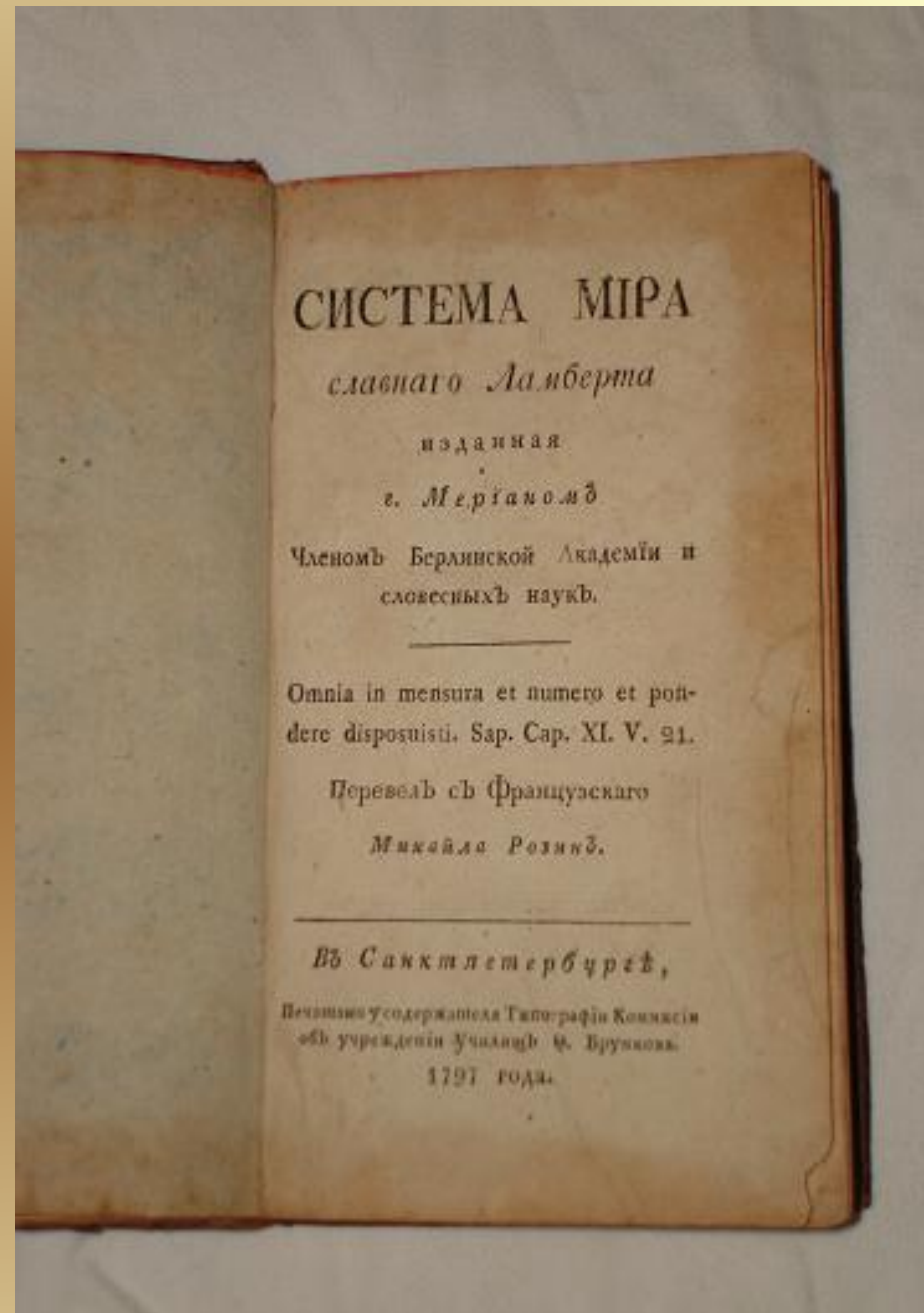 СИСТЕМА МІРА
славнаго Ламберта
изданная
г. Меріаномъ
Членомъ Берлинской Академїи и
словесныхъ наукъ.
Omnia in mensura et numero et pon-
dere disposuisti. Sap. Cap. XI. V. 21.
Перевелъ съ Французскаго
Михайла Розинъ.
Въ Санктпетербургѣ,
Печатано у содержателя Типографіи Коммисіи
объ учрежденіи Училищъ Ѳ. Брункова.
1797 года.